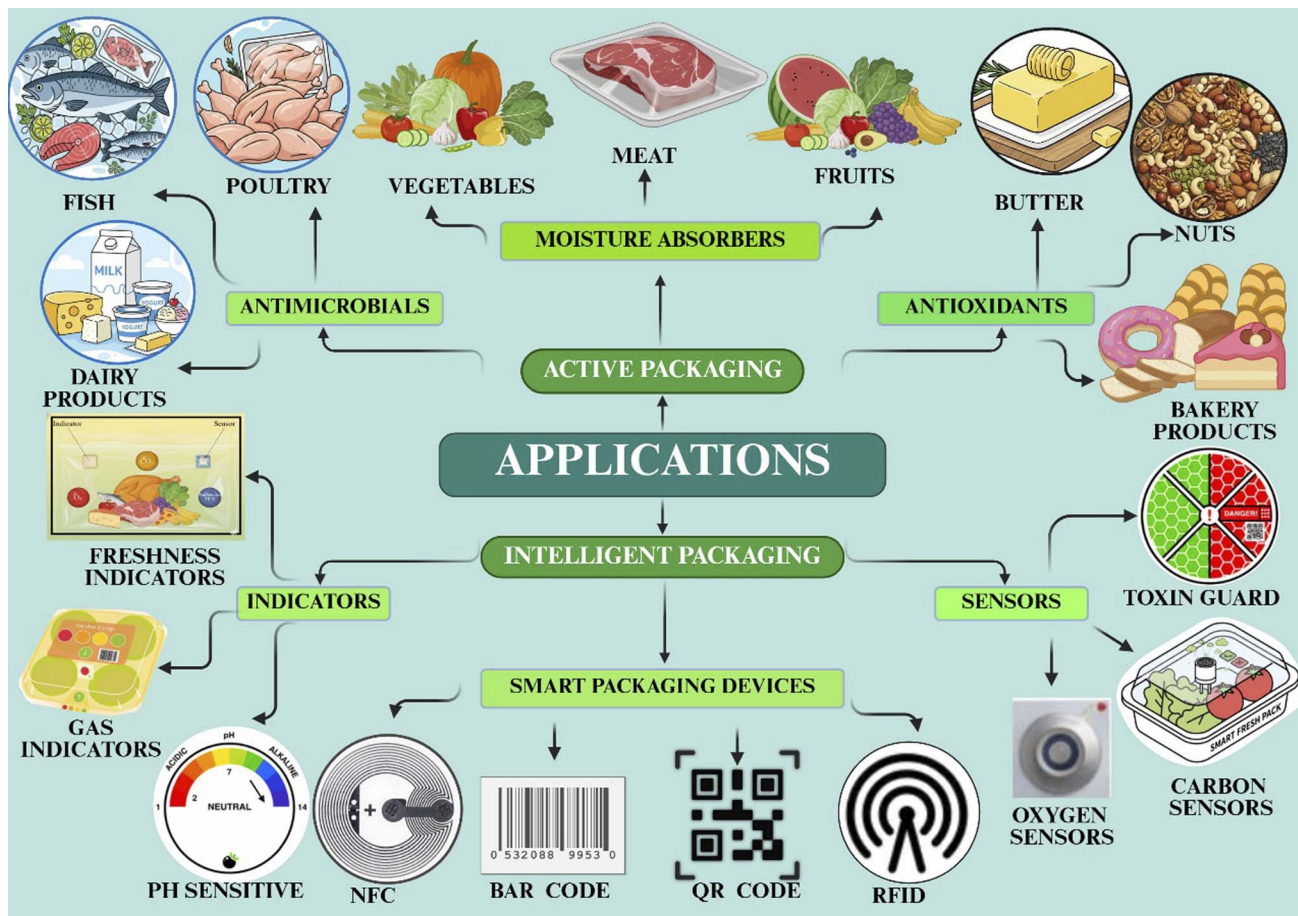 MILK
YOGURT
YOGURT
FISH
POULTRY
VEGETABLES
MEAT
FRUITS
BUTTER
NUTS
MOISTURE ABSORBERS
ANTIMICROBIALS
ANTIOXIDANTS
DAIRY
PRODUCTS
ACTIVE PACKAGING
BAKERY
PRODUCTS
APPLICATIONS
Indicator
Sensor
FRESHNESS
INDICATORS
INTELLIGENT PACKAGING
DANGER!
!
TOXIN GUARD
INDICATORS
SENSORS
GAS
INDICATORS
SMART PACKAGING DEVICES
SMART FRESH PACK
CARBON
SENSORS
OXYGEN
SENSORS
pH
ACIDIC
ALKALINE
7
2
1
14
NEUTRAL
PH SENSITIVE
+
NFC
0 532088 9953 0
BAR CODE
QR CODE
RFID